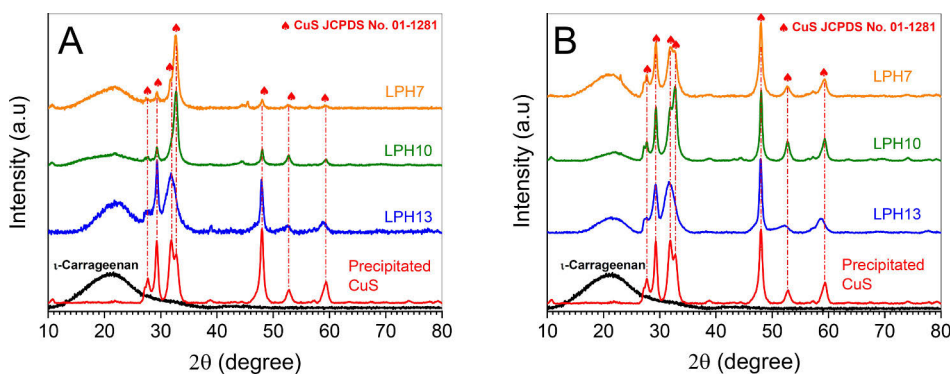 A
♠ CuS JCPDS No. 01-1281
LPH7
LPH10
LPH13
ι-Carrageenan
Precipitated
CuS
Intensity (a.u)
10 20 30 40 50 60 70 80
2θ (degree)
B
♠ CuS JCPDS No. 01-1281
LPH7
LPH10
LPH13
ι-Carrageenan
Precipitated
CuS
Intensity (a.u)
10 20 30 40 50 60 70 80
2θ (degree)